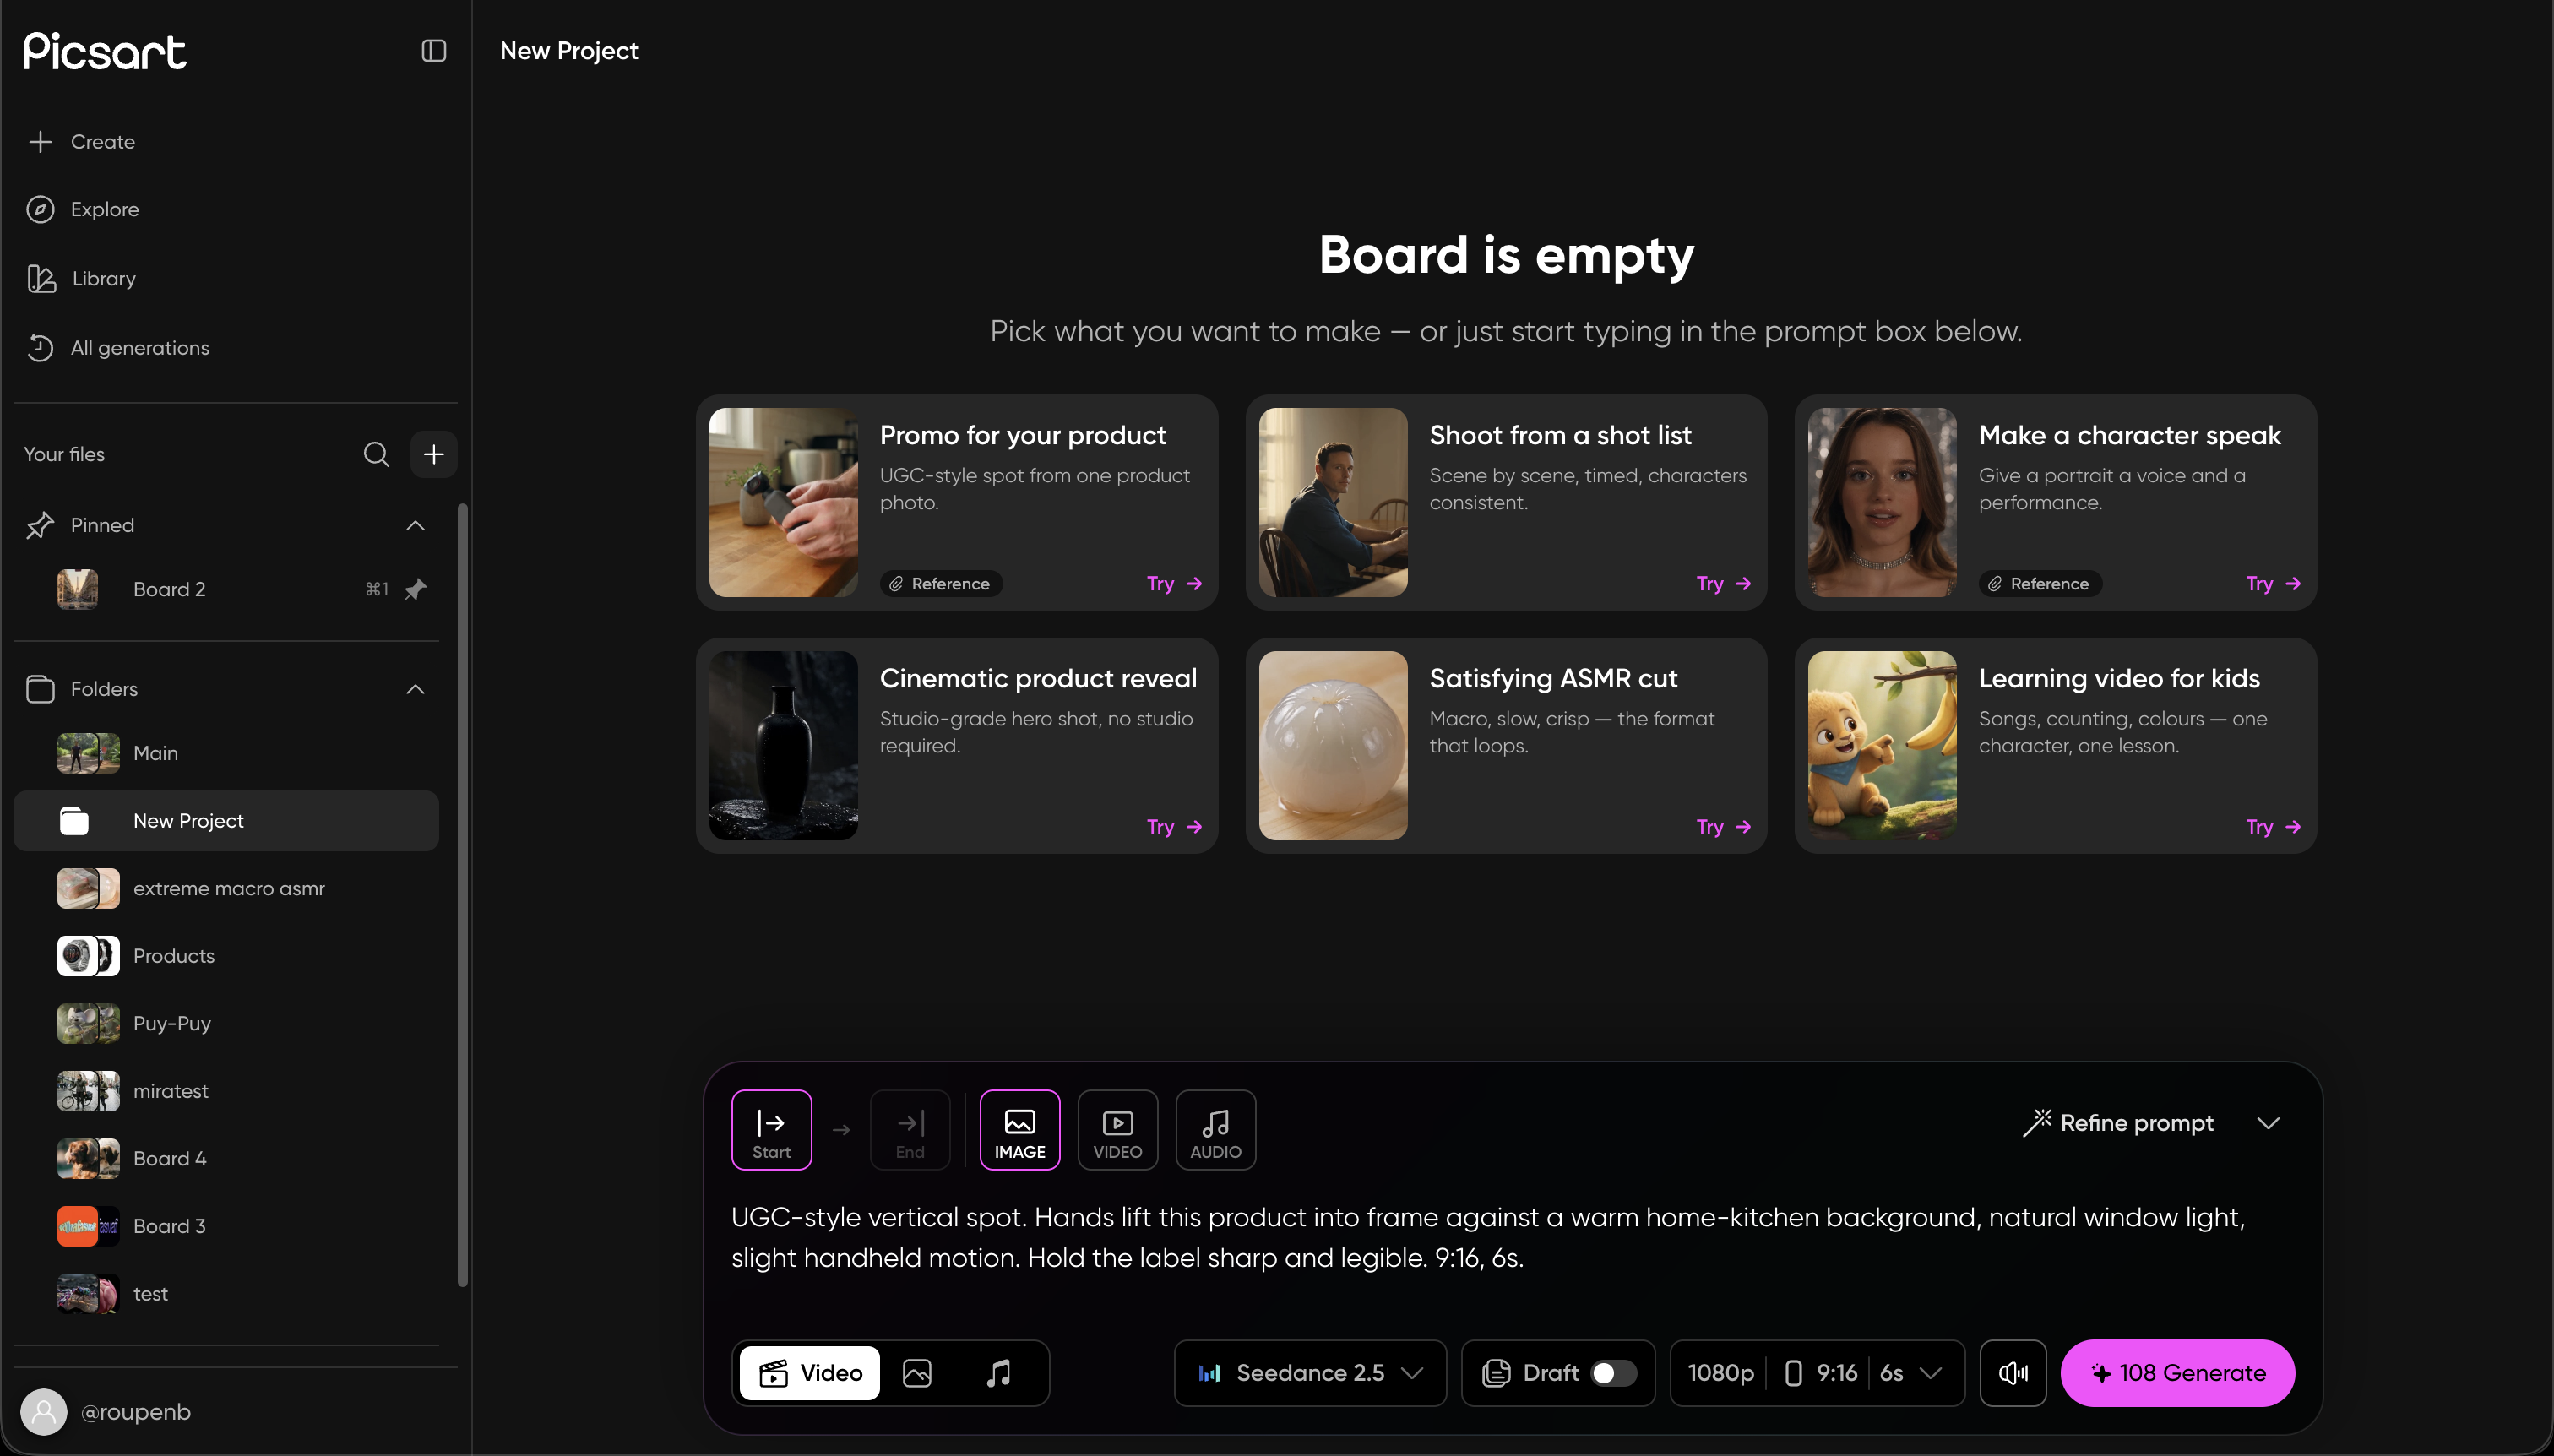 Picsart
New Project
Create
Explore
Library
All generations
Your files
Pinned
Board 2
⌘1
Folders
Main
New Project
extreme macro asmr
Products
Puy-Puy
miratest
Board 4
Board 3
test
@roupenb
Board is empty
Pick what you want to make — or just start typing in the prompt box below.
Promo for your product
UGC-style spot from one product
photo.
Reference
Try →
Shoot from a shot list
Scene by scene, timed, characters
consistent.
Try →
Make a character speak
Give a portrait a voice and a
performance.
Reference
Try →
Cinematic product reveal
Studio-grade hero shot, no studio
required.
Try →
Satisfying ASMR cut
Macro, slow, crisp — the format
that loops.
Try →
Learning video for kids
Songs, counting, colours — one
character, one lesson.
Try →
Start
End
IMAGE
VIDEO
AUDIO
Refine prompt
UGC-style vertical spot. Hands lift this product into frame against a warm home-kitchen background, natural window light,
slight handheld motion. Hold the label sharp and legible. 9:16, 6s.
Video
Seedance 2.5
Draft
1080p
9:16
6s
108 Generate